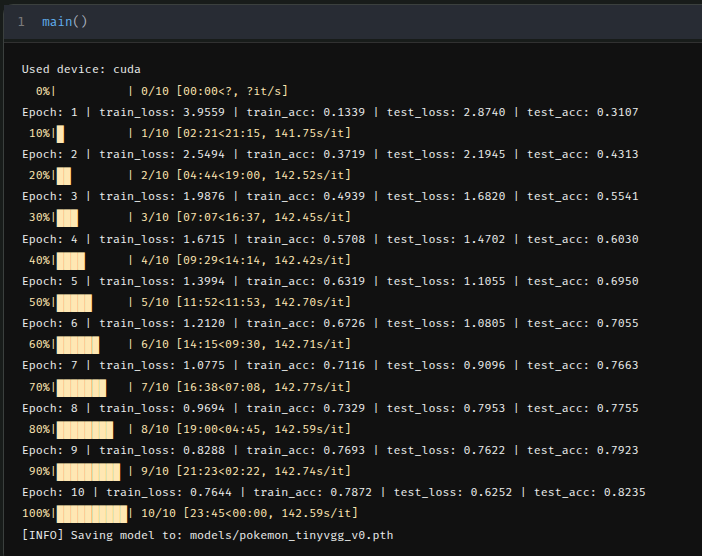 1 main()
Used device: cuda
0%| | 0/10 [00:00<?, ?it/s]
Epoch: 1 | train_loss: 3.9559 | train_acc: 0.1339 | test_loss: 2.8740 | test_acc: 0.3107
10%|█ | 1/10 [02:21<21:15, 141.75s/it]
Epoch: 2 | train_loss: 2.5494 | train_acc: 0.3719 | test_loss: 2.1945 | test_acc: 0.4313
20%|██ | 2/10 [04:44<19:00, 142.52s/it]
Epoch: 3 | train_loss: 1.9876 | train_acc: 0.4939 | test_loss: 1.6820 | test_acc: 0.5541
30%|███ | 3/10 [07:07<16:37, 142.45s/it]
Epoch: 4 | train_loss: 1.6715 | train_acc: 0.5708 | test_loss: 1.4702 | test_acc: 0.6030
40%|████ | 4/10 [09:29<14:14, 142.42s/it]
Epoch: 5 | train_loss: 1.3994 | train_acc: 0.6319 | test_loss: 1.1055 | test_acc: 0.6950
50%|█████ | 5/10 [11:52<11:53, 142.70s/it]
Epoch: 6 | train_loss: 1.2120 | train_acc: 0.6726 | test_loss: 1.0805 | test_acc: 0.7055
60%|██████ | 6/10 [14:15<09:30, 142.71s/it]
Epoch: 7 | train_loss: 1.0775 | train_acc: 0.7116 | test_loss: 0.9096 | test_acc: 0.7663
70%|███████ | 7/10 [16:38<07:08, 142.77s/it]
Epoch: 8 | train_loss: 0.9694 | train_acc: 0.7329 | test_loss: 0.7953 | test_acc: 0.7755
80%|████████ | 8/10 [19:00<04:45, 142.59s/it]
Epoch: 9 | train_loss: 0.8288 | train_acc: 0.7693 | test_loss: 0.7622 | test_acc: 0.7923
90%|█████████ | 9/10 [21:23<02:22, 142.74s/it]
Epoch: 10 | train_loss: 0.7644 | train_acc: 0.7872 | test_loss: 0.6252 | test_acc: 0.8235
100%|██████████| 10/10 [23:45<00:00, 142.59s/it]
[INFO] Saving model to: models/pokemon_tinyvgg_v0.pth